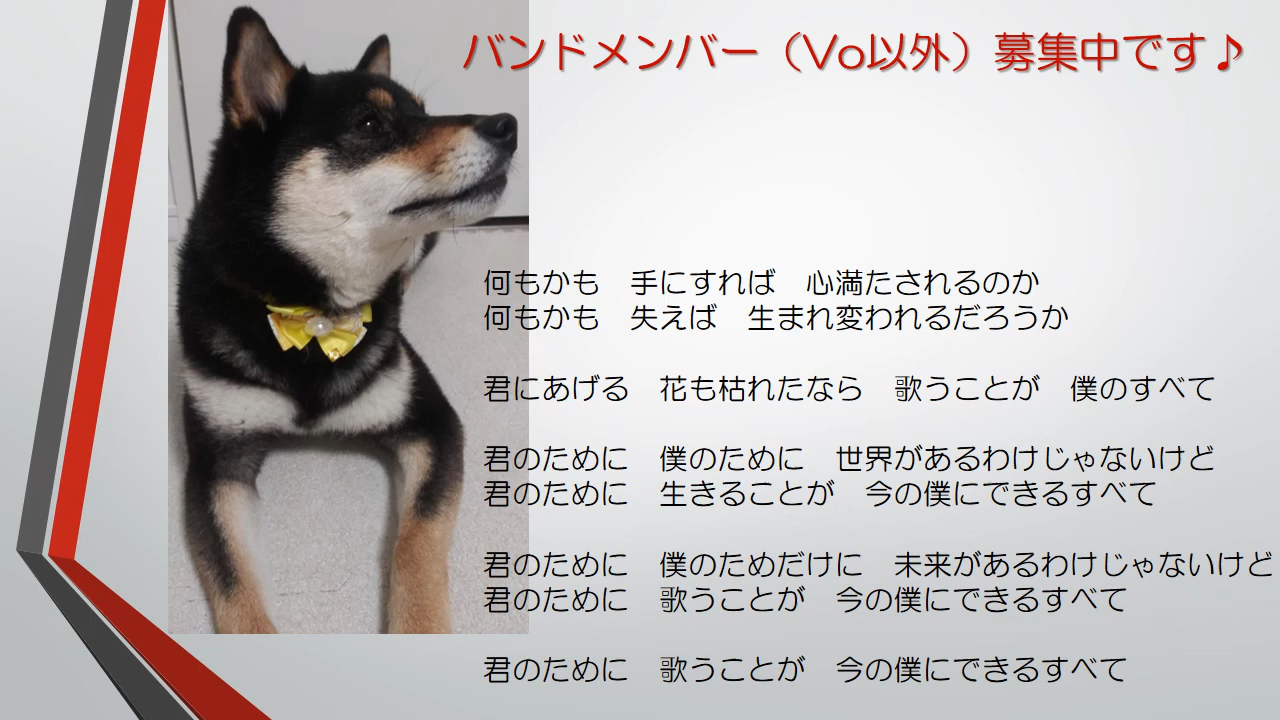 バンドメンバー（Vo以外）募集中です♪
何もかも　手にすれば　心満たされるのか
何もかも　失えば　生まれ変われるだろうか
君にあげる　花も枯れたなら　歌うことが　僕のすべて
君のために　僕のために　世界があるわけじゃないけど
君のために　生きることが　今の僕にできるすべて
君のために　僕のためだけに　未来があるわけじゃないけど
君のために　歌うことが　今の僕にできるすべて
君のために　歌うことが　今の僕にできるすべて